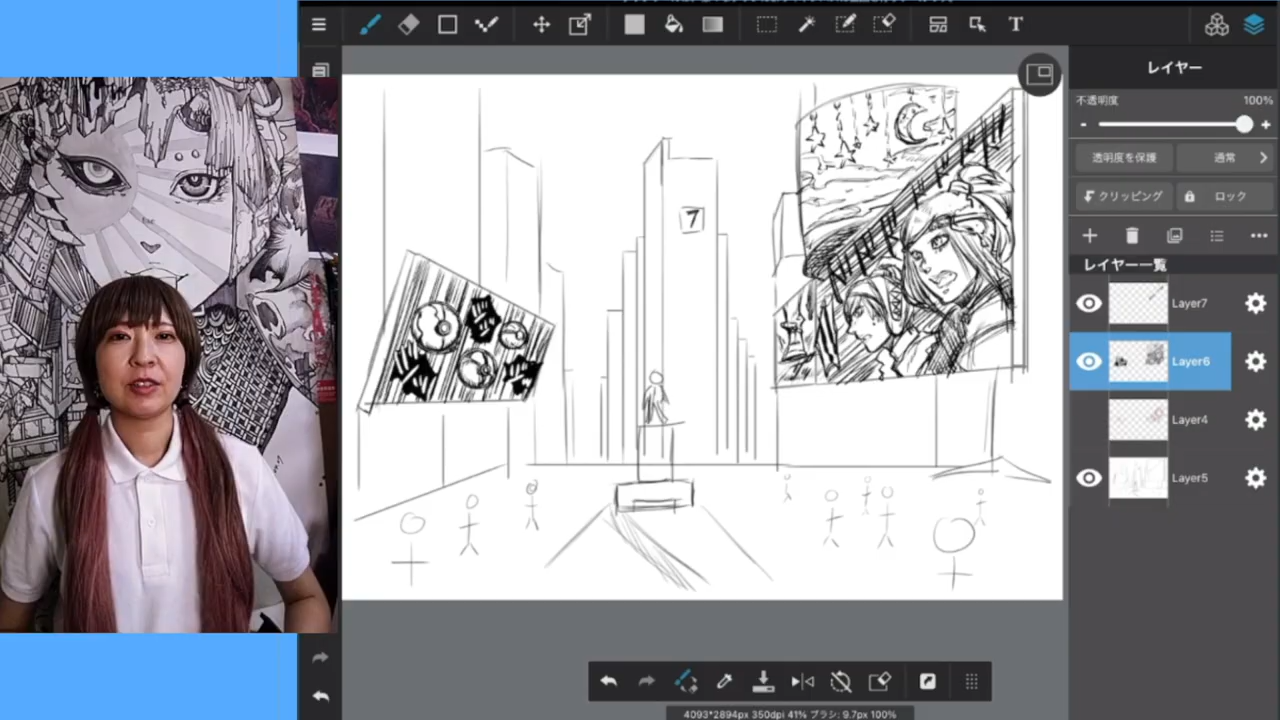 T
レイヤー
不透明度 100%
- +
透明度を保護 通常 >
クリッピング ロック
レイヤー一覧
Layer7
Layer6
Layer4
Layer5
7
4093*2894px 350dpi 41% ブラシ: 9.7px 100%